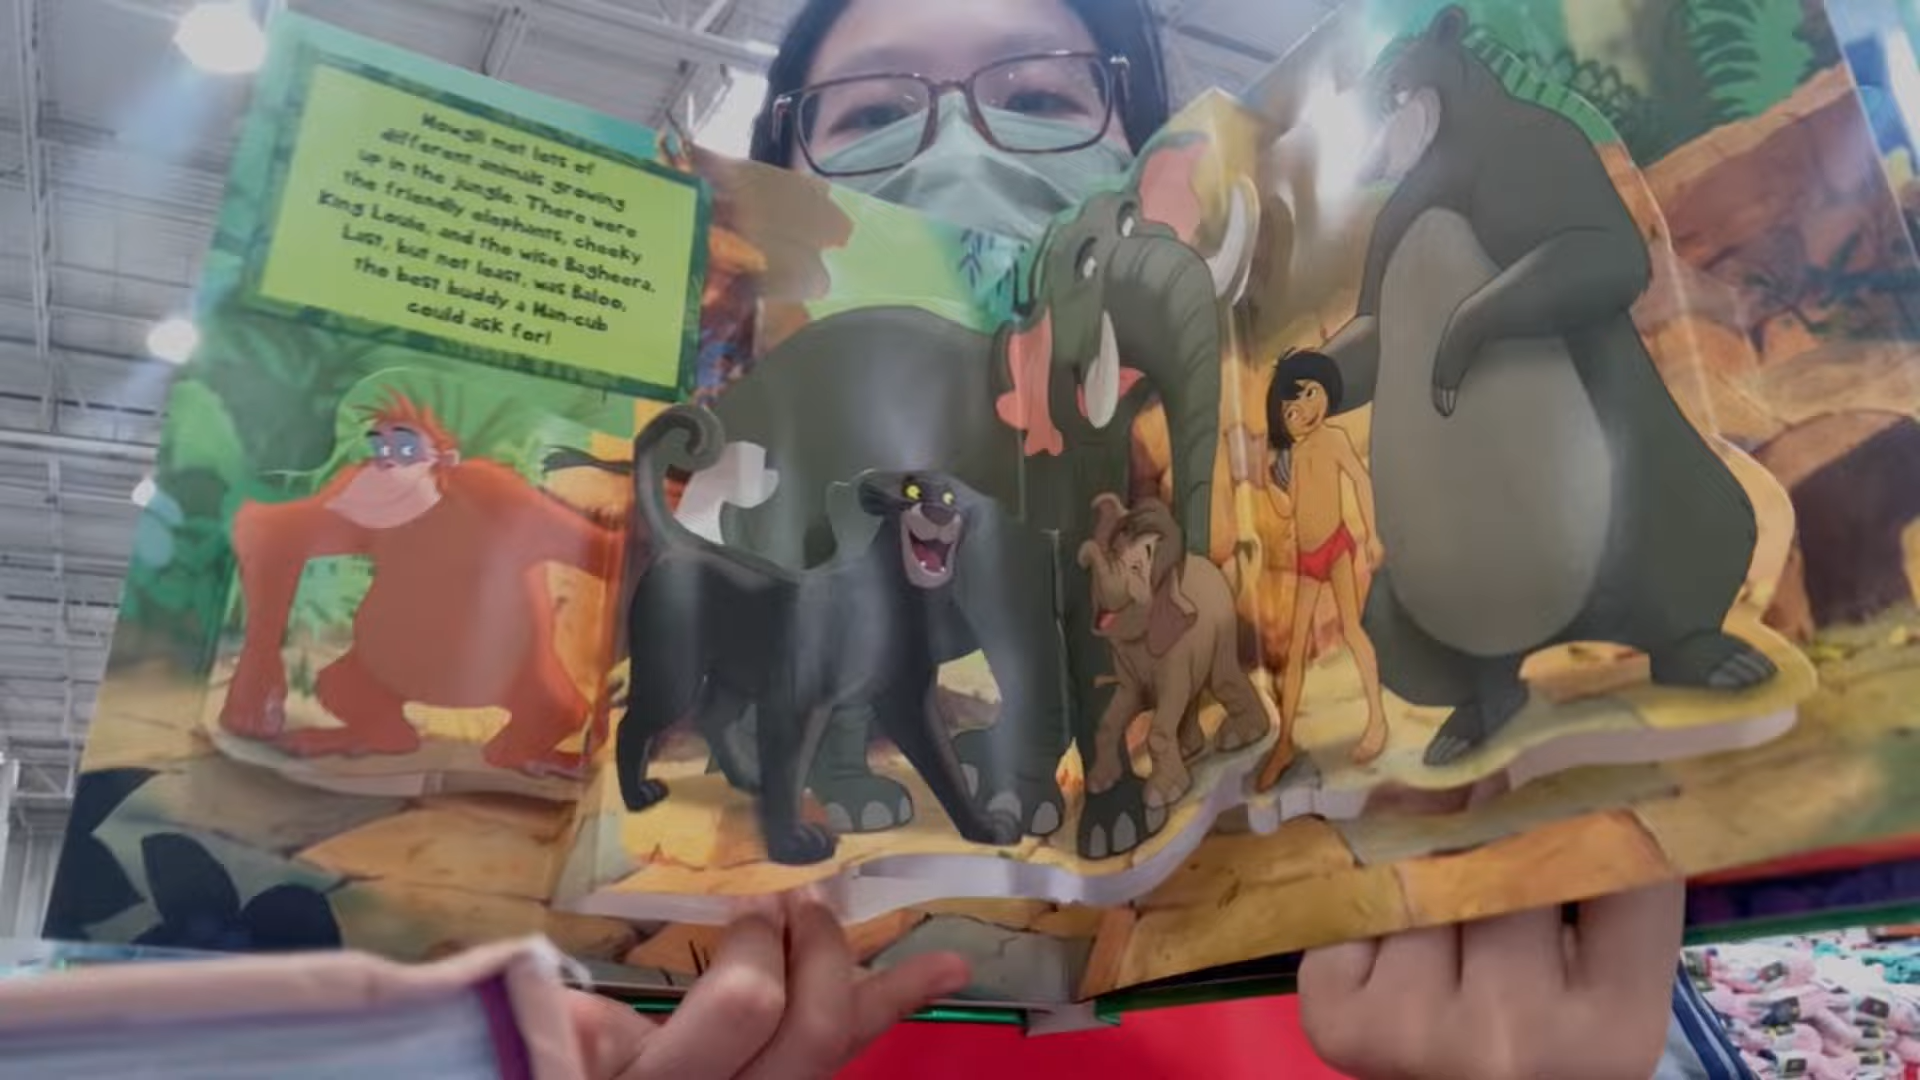 Mowgli met lots of
different animals growing
up in the jungle. There were
the friendly elephants, cheeky
King Louie, and the wise Bagheera.
Last, but not least, was Baloo,
the best buddy a Man-cub
could ask for!